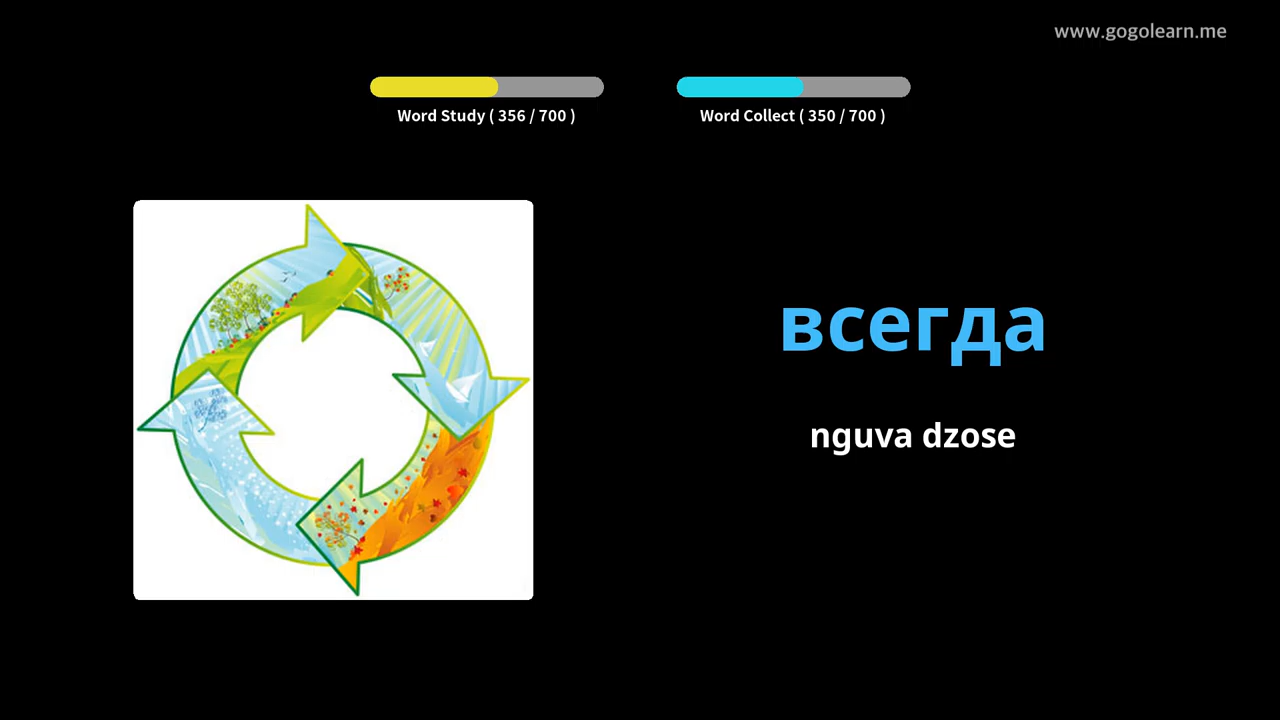 www.gogolearn.me
Word Study ( 356 / 700 )
Word Collect ( 350 / 700 )
всегда
nguva dzose